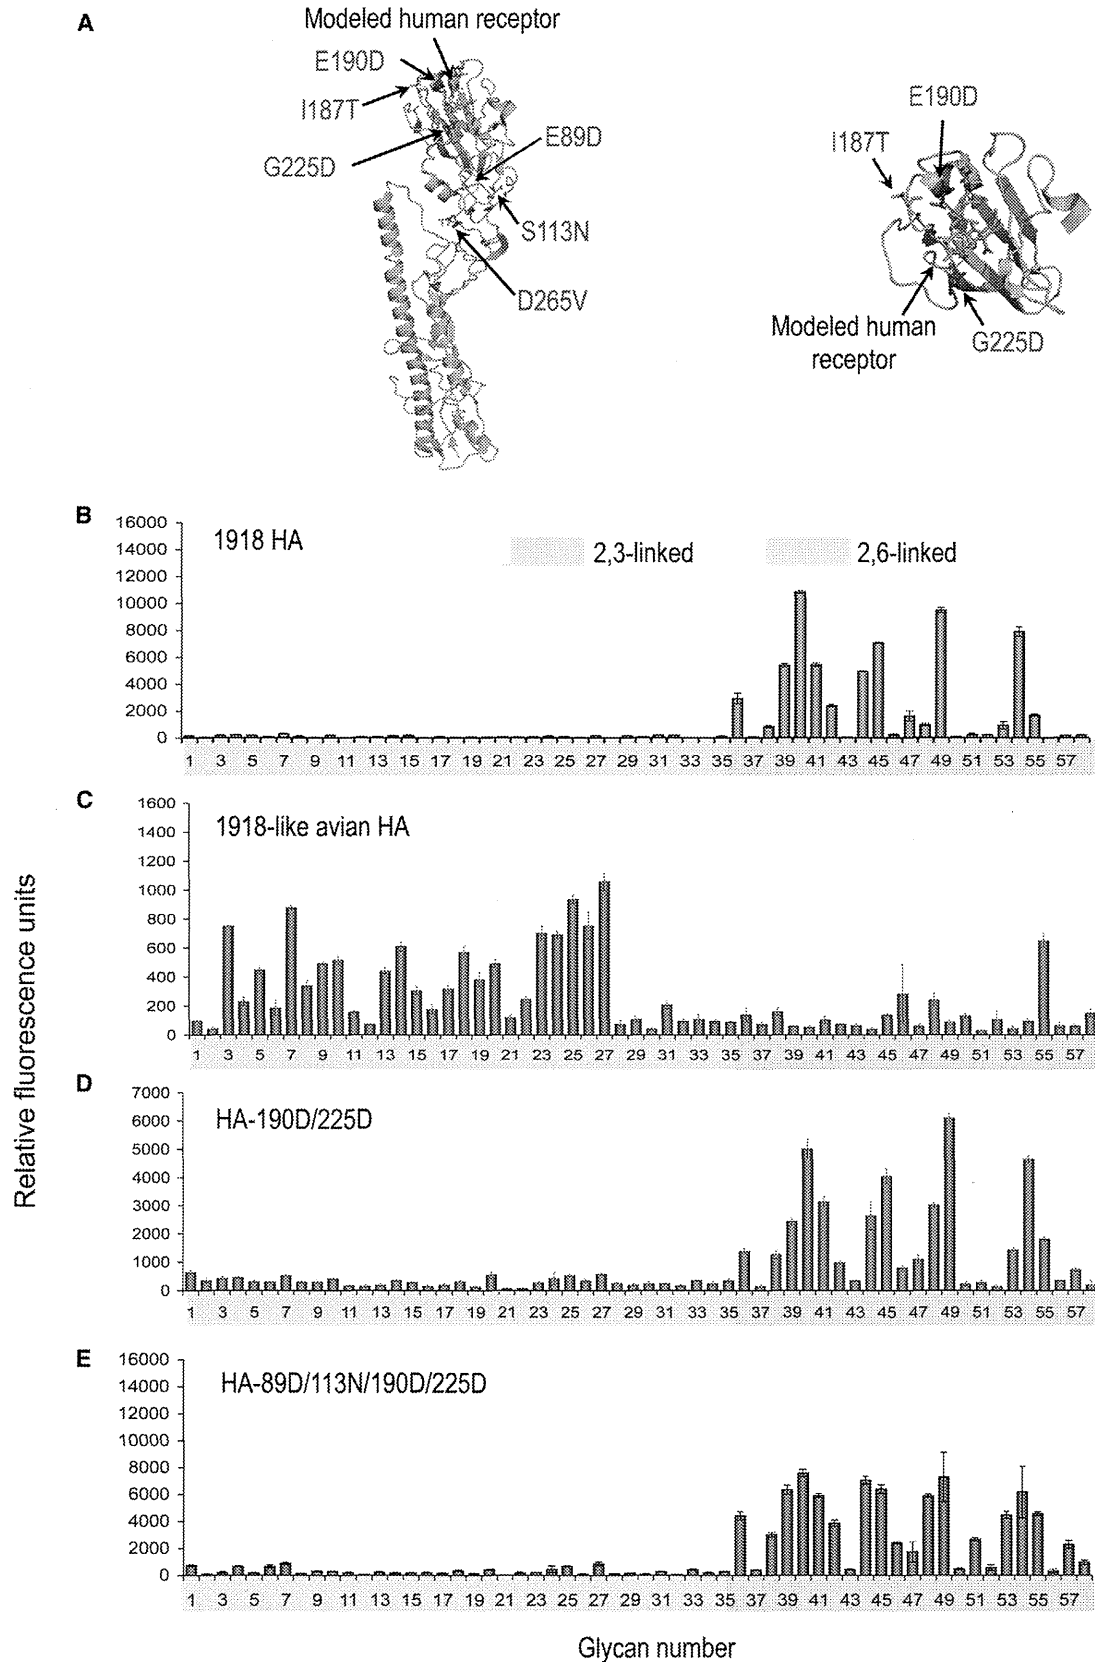 A
Modeled human receptor
E190D
I187T
G225D
E89D
S113N
D265V
E190D
I187T
Modeled human
receptor
G225D
Relative fluorescence units
B
1918 HA
2,3-linked
2,6-linked
16000
14000
12000
10000
8000
6000
4000
2000
0
1 3 5 7 9 11 13 15 17 19 21 23 25 27 29 31 33 35 37 39 41 43 45 47 49 51 53 55 57
C
1918-like avian HA
1600
1400
1200
1000
800
600
400
200
0
1 3 5 7 9 11 13 15 17 19 21 23 25 27 29 31 33 35 37 39 41 43 45 47 49 51 53 55 57
D
HA-190D/225D
7000
6000
5000
4000
3000
2000
1000
0
1 3 5 7 9 11 13 15 17 19 21 23 25 27 29 31 33 35 37 39 41 43 45 47 49 51 53 55 57
E
HA-89D/113N/190D/225D
16000
14000
12000
10000
8000
6000
4000
2000
0
1 3 5 7 9 11 13 15 17 19 21 23 25 27 29 31 33 35 37 39 41 43 45 47 49 51 53 55 57
Glycan number